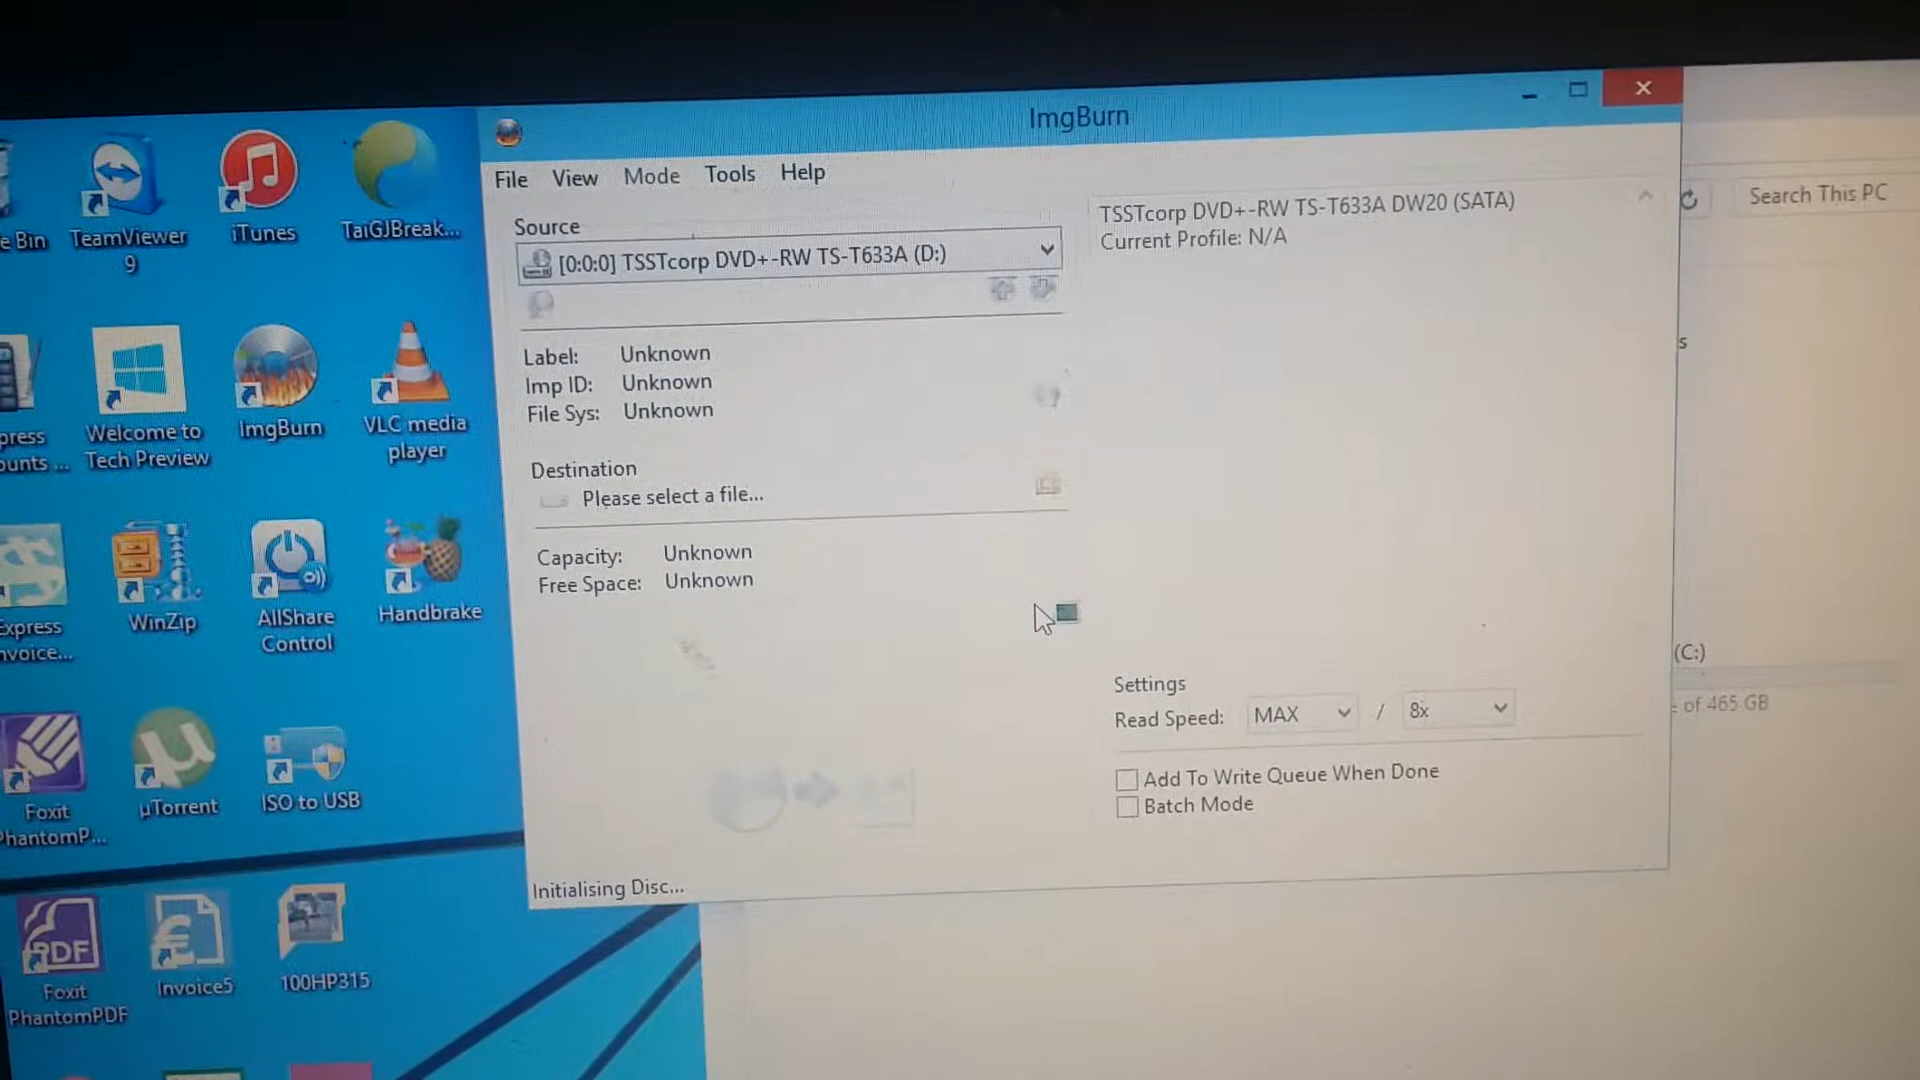 ImgBurn
File View Mode Tools Help
Source
[0:0:0] TSSTcorp DVD+-RW TS-T633A (D:)
Label: Unknown
Imp ID: Unknown
File Sys: Unknown
Destination
Please select a file...
Capacity: Unknown
Free Space: Unknown
Initialising Disc...
TSSTcorp DVD+-RW TS-T633A DW20 (SATA)
Current Profile: N/A
Settings
Read Speed: MAX / 8x
Add To Write Queue When Done
Batch Mode
Search This PC
s
(C:)
of 465 GB
e Bin
TeamViewer
9
iTunes
TaiGJBreak...
press
ounts ...
Welcome to
Tech Preview
ImgBurn
VLC media
player
Express
nvoice...
WinZip
AllShare
Control
Handbrake
Foxit
PhantomP...
µTorrent
ISO to USB
PDF
Foxit
PhantomPDF
Invoice5
100HP315